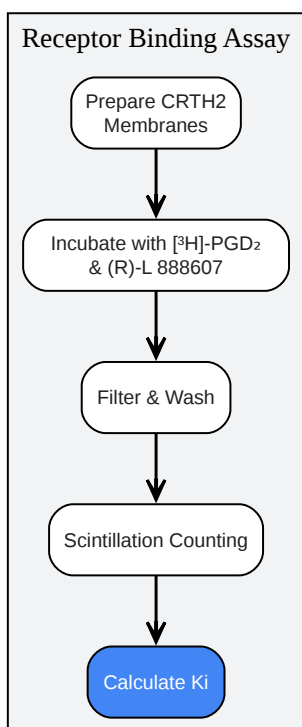 Receptor Binding Assay
Prepare CRTH2
Membranes
Incubate with [³H]-PGD₂
& (R)-L 888607
Filter & Wash
Scintillation Counting
Calculate Ki